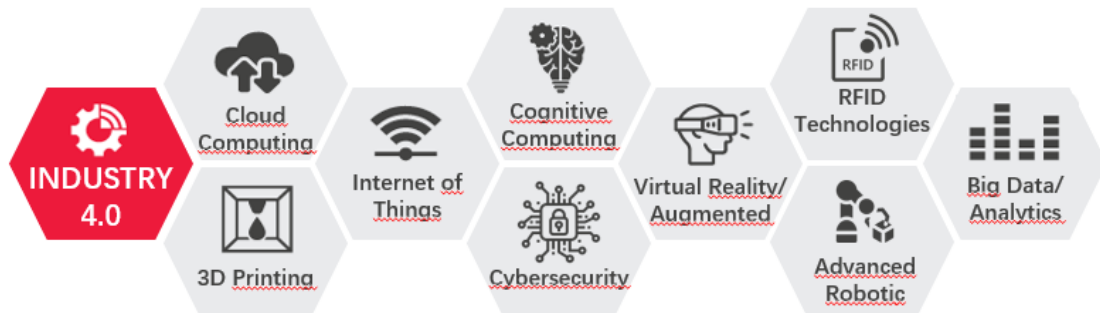 INDUSTRY
4.0
Cloud
Computing
3D Printing
Internet of
Things
Cognitive
Computing
Cybersecurity
Virtual Reality/
Augmented
RFID
RFID
Technologies
Advanced
Robotic
Big Data/
Analytics